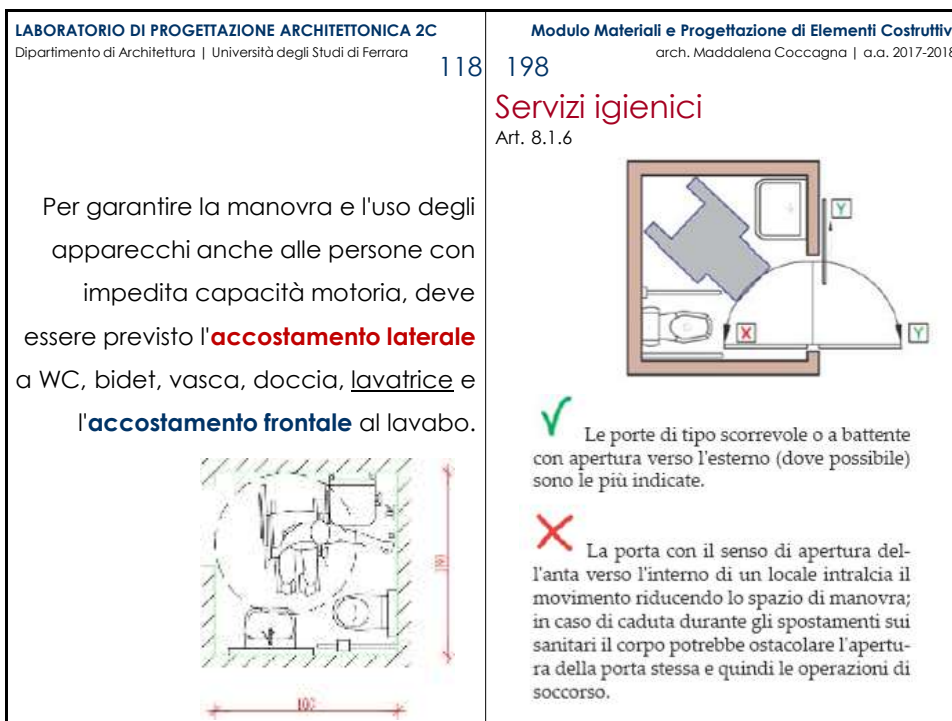 LABORATORIO DI PROGETTAZIONE ARCHITETTONICA 2C
Dipartimento di Architettura | Università degli Studi di Ferrara
118
Per garantire la manovra e l'uso degli
apparecchi anche alle persone con
impedita capacità motoria, deve
essere previsto l'accostamento laterale
a WC, bidet, vasca, doccia, lavatrice e
l'accostamento frontale al lavabo.
Modulo Materiali e Progettazione di Elementi Costruttiv
arch. Maddalena Coccagna | a.a. 2017-2018
198
Servizi igienici
Art. 8.1.6
Y
X
Y
Le porte di tipo scorrevole o a battente
con apertura verso l'esterno (dove possibile)
sono le più indicate.
La porta con il senso di apertura del-
l'anta verso l'interno di un locale intralcia il
movimento riducendo lo spazio di manovra;
in caso di caduta durante gli spostamenti sui
sanitari il corpo potrebbe ostacolare l'apertu-
ra della porta stessa e quindi le operazioni di
soccorso.